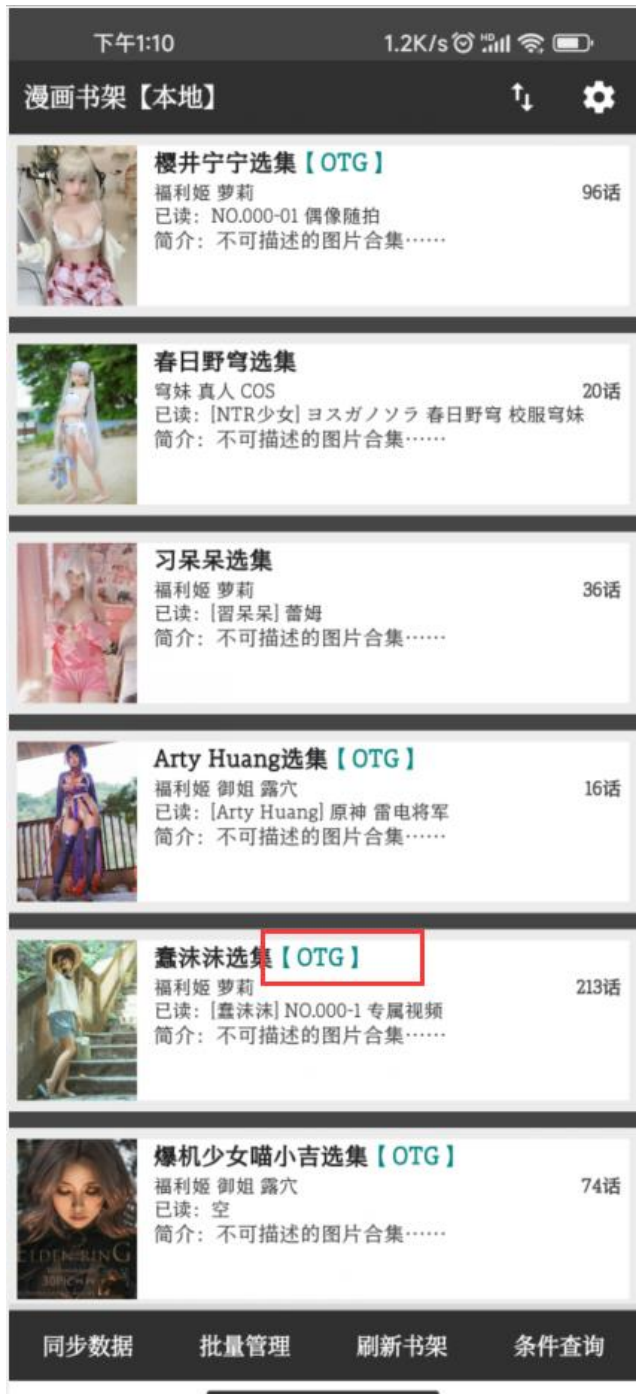 下午1:10 1.2K/s HD
漫画书架【本地】
樱井宁宁选集【OTG】
福利姬 萝莉 96话
已读：NO.000-01 偶像随拍
简介：不可描述的图片合集……
春日野穹选集
穹妹 真人 COS 20话
已读：[NTR少女] ヨスガノソラ 春日野穹 校服穹妹
简介：不可描述的图片合集……
习呆呆选集
福利姬 萝莉 36话
已读：[習呆呆] 蕾姆
简介：不可描述的图片合集……
Arty Huang选集【OTG】
福利姬 御姐 露穴 16话
已读：[Arty Huang] 原神 雷电将军
简介：不可描述的图片合集……
蠢沫沫选集【OTG】
福利姬 萝莉 213话
已读：[蠢沫沫] NO.000-1 专属视频
简介：不可描述的图片合集……
爆机少女喵小吉选集【OTG】
福利姬 御姐 露穴 74话
已读：空
简介：不可描述的图片合集……
同步数据 批量管理 刷新书架 条件查询